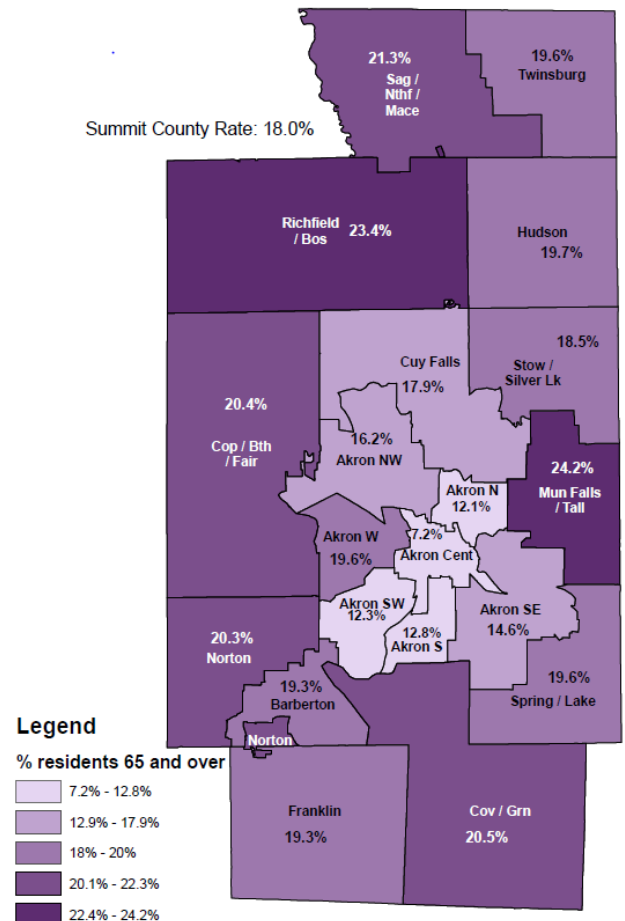 21.3%
Sag /
Nthf /
Mace
19.6%
Twinsburg
Summit County Rate: 18.0%
Richfield
/ Bos
23.4%
Hudson
19.7%
Cuy Falls
17.9%
18.5%
Stow /
Silver Lk
20.4%
Cop / Bth
/ Fair
16.2%
Akron NW
24.2%
Mun Falls
/ Tall
Akron N
12.1%
7.2%
Akron Cent
Akron W
19.6%
Akron SW
12.3%
12.8%
Akron S
Akron SE
14.6%
20.3%
Norton
19.3%
Barberton
19.6%
Spring / Lake
Norton
Franklin
19.3%
Cov / Grn
20.5%
Legend
% residents 65 and over
7.2% - 12.8%
12.9% - 17.9%
18% - 20%
20.1% - 22.3%
22.4% - 24.2%